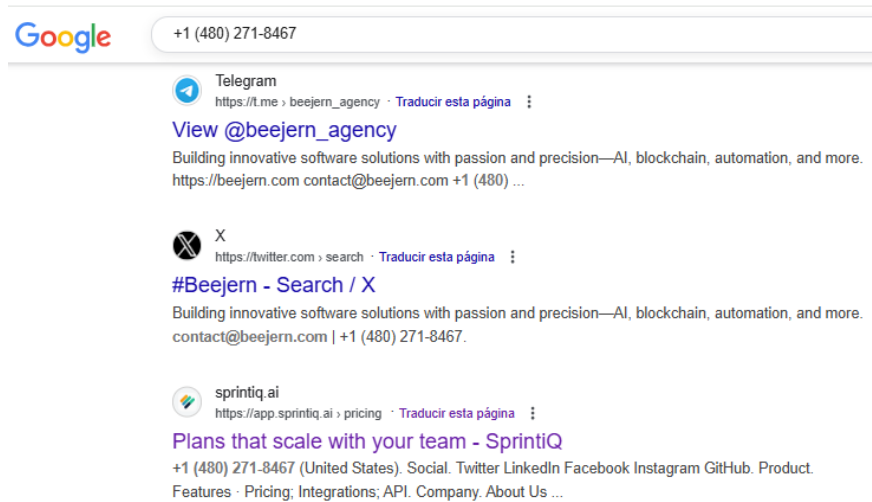 Google
+1 (480) 271-8467
Telegram
https://t.me › beejern_agency · Traducir esta página
View @beejern_agency
Building innovative software solutions with passion and precision—AI, blockchain, automation, and more.
https://beejern.com contact@beejern.com +1 (480) ...
X
https://twitter.com › search · Traducir esta página
#Beejern - Search / X
Building innovative software solutions with passion and precision—AI, blockchain, automation, and more.
contact@beejern.com | +1 (480) 271-8467.
sprintiq.ai
https://app.sprintiq.ai › pricing · Traducir esta página
Plans that scale with your team - SprintiQ
+1 (480) 271-8467 (United States). Social. Twitter LinkedIn Facebook Instagram GitHub. Product.
Features · Pricing; Integrations; API. Company. About Us ...